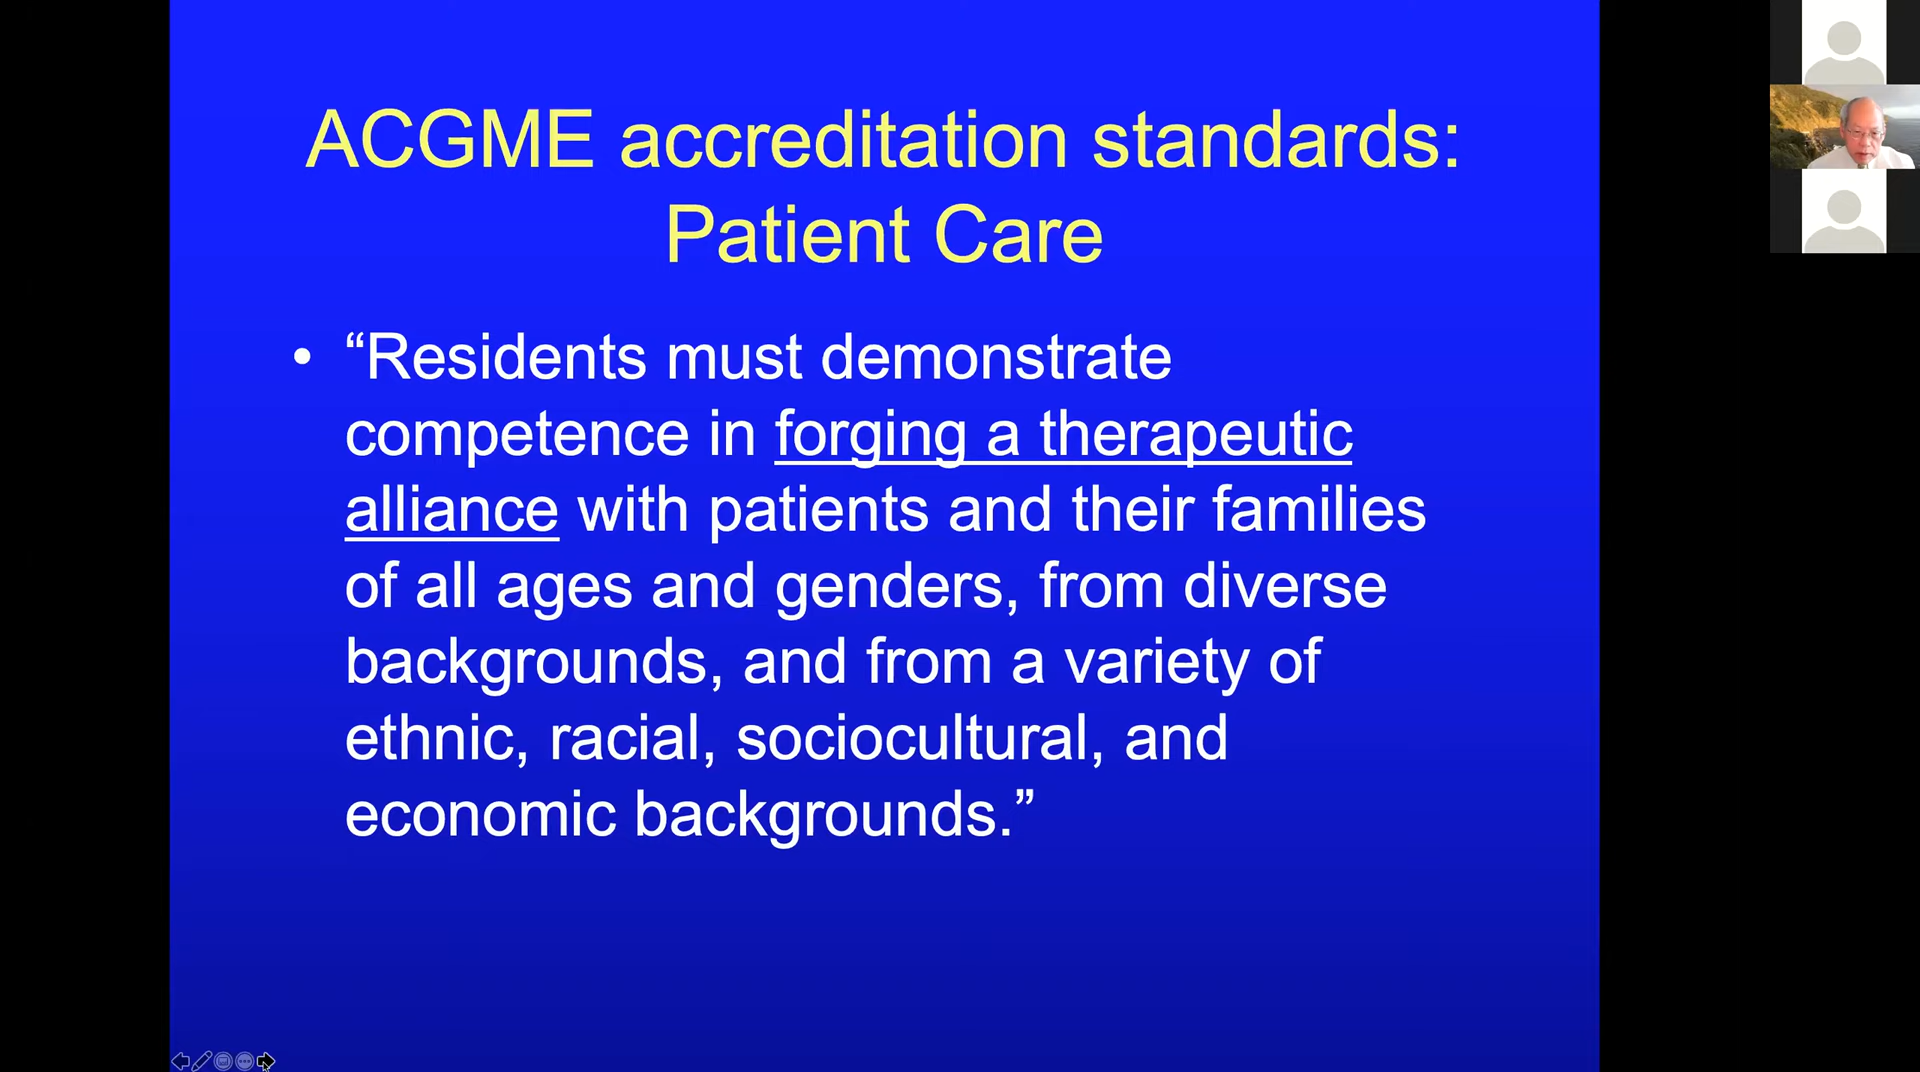 ACGME accreditation standards:
Patient Care
• “Residents must demonstrate
competence in forging a therapeutic
alliance with patients and their families
of all ages and genders, from diverse
backgrounds, and from a variety of
ethnic, racial, sociocultural, and
economic backgrounds.”